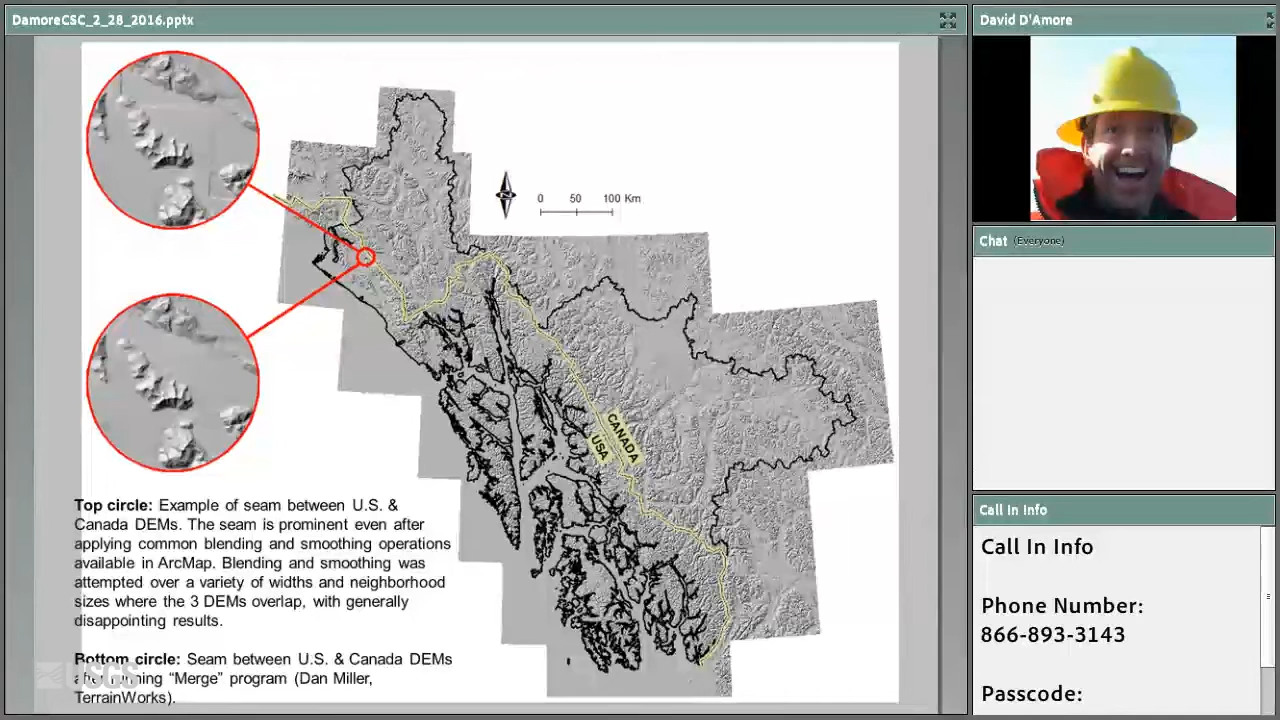 DamoreCSC_2_28_2016.pptx
David D'Amore
N
0 50 100 Km
CANADA
USA
Top circle: Example of seam between U.S. &
Canada DEMs. The seam is prominent even after
applying common blending and smoothing operations
available in ArcMap. Blending and smoothing was
attempted over a variety of widths and neighborhood
sizes where the 3 DEMs overlap, with generally
disappointing results.
Bottom circle: Seam between U.S. & Canada DEMs
after running “Merge” program (Dan Miller,
TerrainWorks).
USGS
Chat (Everyone)
Call In Info
Call In Info
Phone Number:
866-893-3143
Passcode: